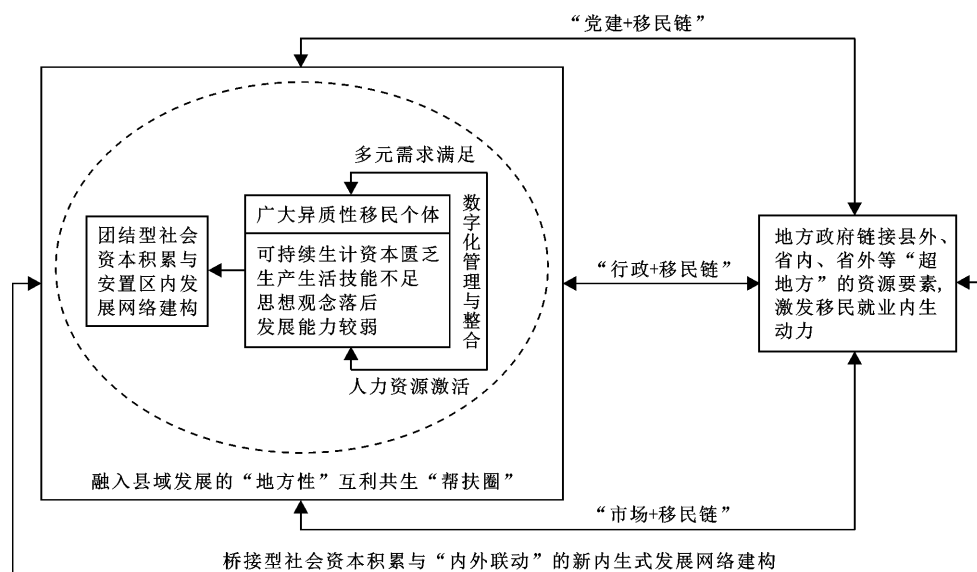 “党建+移民链”
多元需求满足
广大异质性移民个体
可持续生计资本匮乏
生产生活技能不足
思想观念落后
发展能力较弱
数字化管理与整合
人力资源激活
团结型社会
资本积累与
安置区内发
展网络建构
“行政+移民链”
地方政府链接县外、
省内、省外等“超
地方”的资源要素,
激发移民就业内生
动力
融入县域发展的“地方性”互利共生“帮扶圈”
“市场+移民链”
桥接型社会资本积累与“内外联动”的新内生式发展网络建构